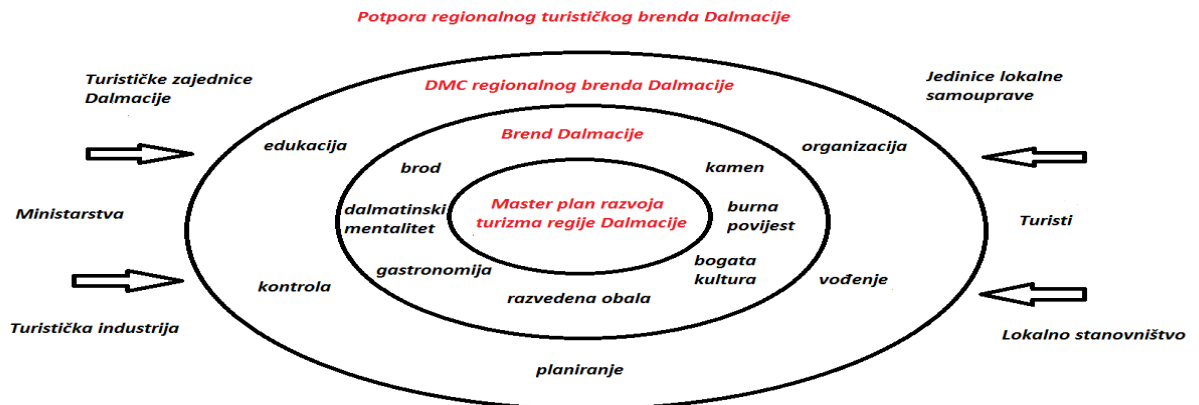 Potpora regionalnog turističkog brenda Dalmacije
Turističke zajednice
Dalmacije
DMC regionalnog brenda Dalmacije
Jedinice lokalne
samouprave
Brend Dalmacije
edukacija
organizacija
brod
kamen
Ministarstva
dalmatinski
mentalitet
Master plan razvoja
turizma regije Dalmacije
burna
povijest
Turisti
gastronomija
bogata
kultura
kontrola
vođenje
razvedena obala
Turistička industrija
Lokalno stanovništvo
planiranje